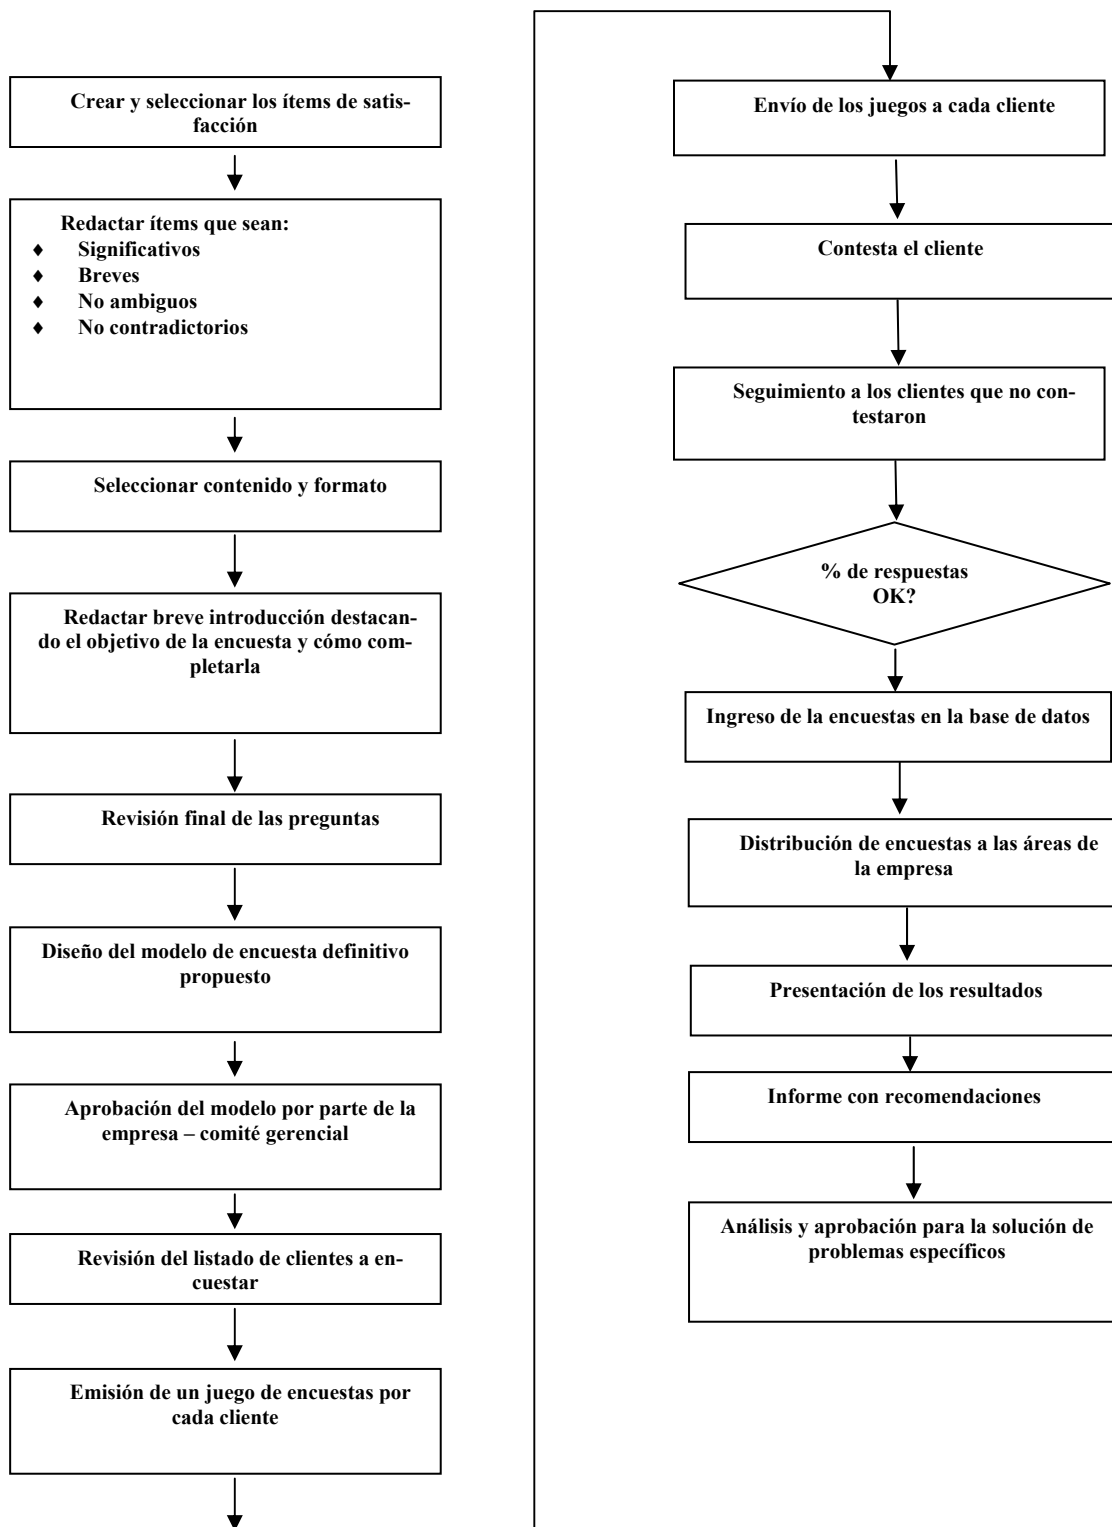 Crear y seleccionar los ítems de satis-
facción
Redactar ítems que sean:
♦ Significativos
♦ Breves
♦ No ambiguos
♦ No contradictorios
Seleccionar contenido y formato
Redactar breve introducción destacan-
do el objetivo de la encuesta y cómo com-
pletarla
Revisión final de las preguntas
Diseño del modelo de encuesta definitivo
propuesto
Aprobación del modelo por parte de la
empresa – comité gerencial
Revisión del listado de clientes a en-
cuestar
Emisión de un juego de encuestas por
cada cliente
Envío de los juegos a cada cliente
Contesta el cliente
Seguimiento a los clientes que no con-
testaron
% de respuestas
OK?
Ingreso de la encuestas en la base de datos
Distribución de encuestas a las áreas de
la empresa
Presentación de los resultados
Informe con recomendaciones
Análisis y aprobación para la solución de
problemas específicos